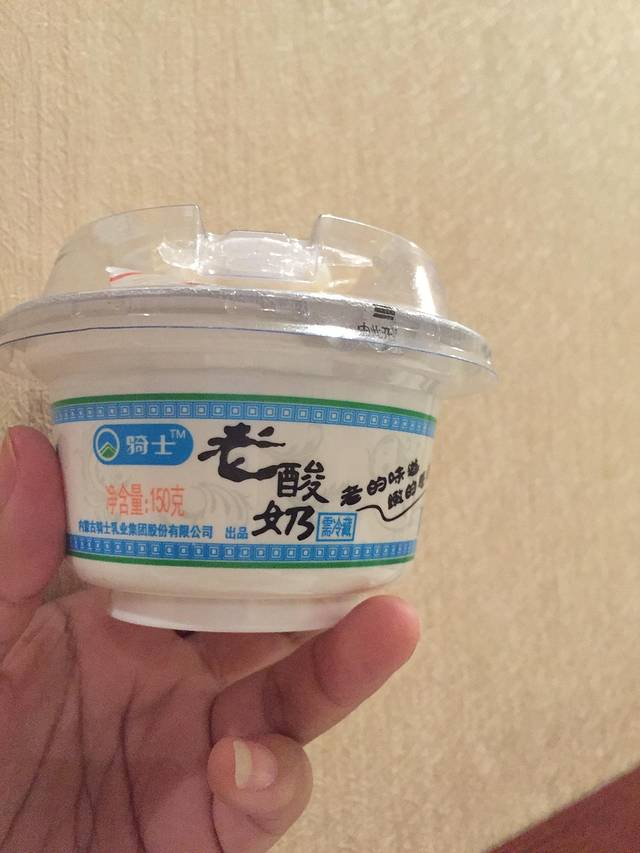 骑士™
老酸奶
净含量:150克
内蒙古骑士乳业集团股份有限公司 出品
需冷藏
老的味道
嫩的